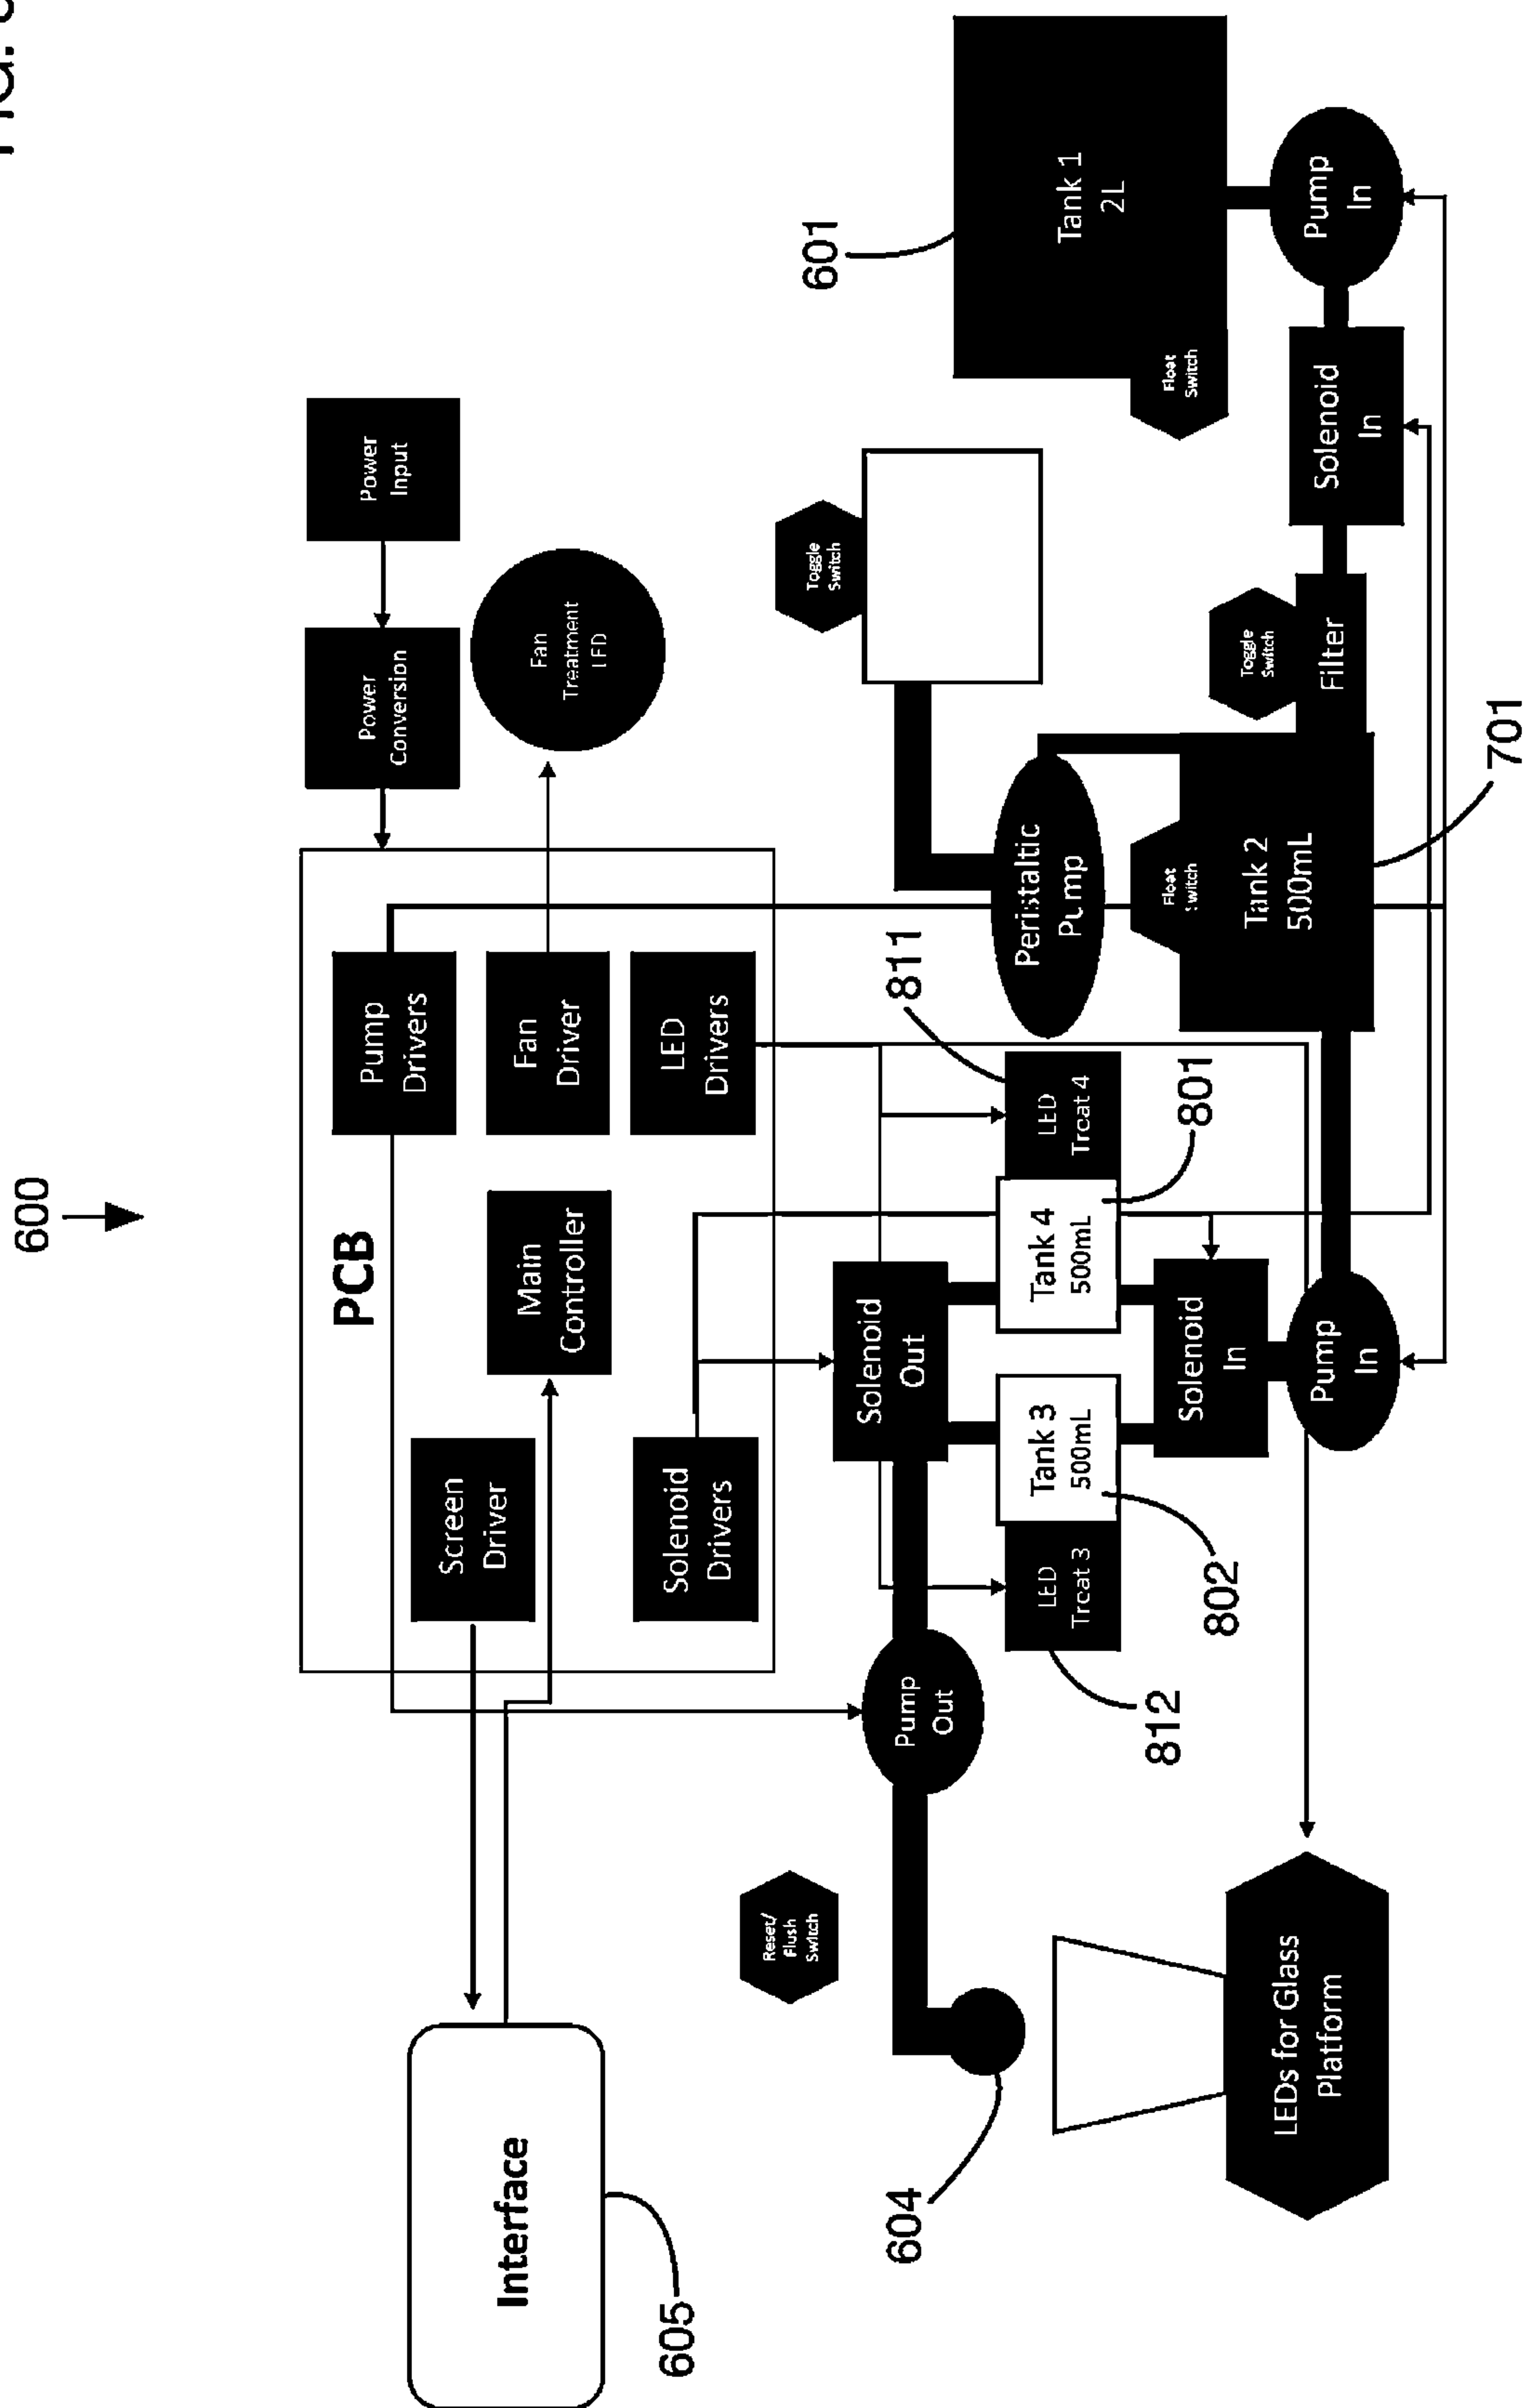 600
PCB
Interface
605
Screen
Driver
Main
Controller
Pump
Drivers
Fan
Driver
LED
Drivers
Solenoid
Drivers
Power
Conversion
Power
Input
Fan
Treatment
LED
Reset/
Flush
Switch
604
LEDs for Glass
Platform
Pump
Out
Solenoid
Out
LED
Treat 3
812
Tank 3
500mL
802
Tank 4
500mL
801
LED
Treat 4
811
Solenoid
In
Pump
In
Peristaltic
Pump
Float
Switch
Tank 2
500mL
701
Toggle
Switch
Toggle
Switch
Filter
Solenoid
In
Float
Switch
601
Tank 1
2L
Pump
In